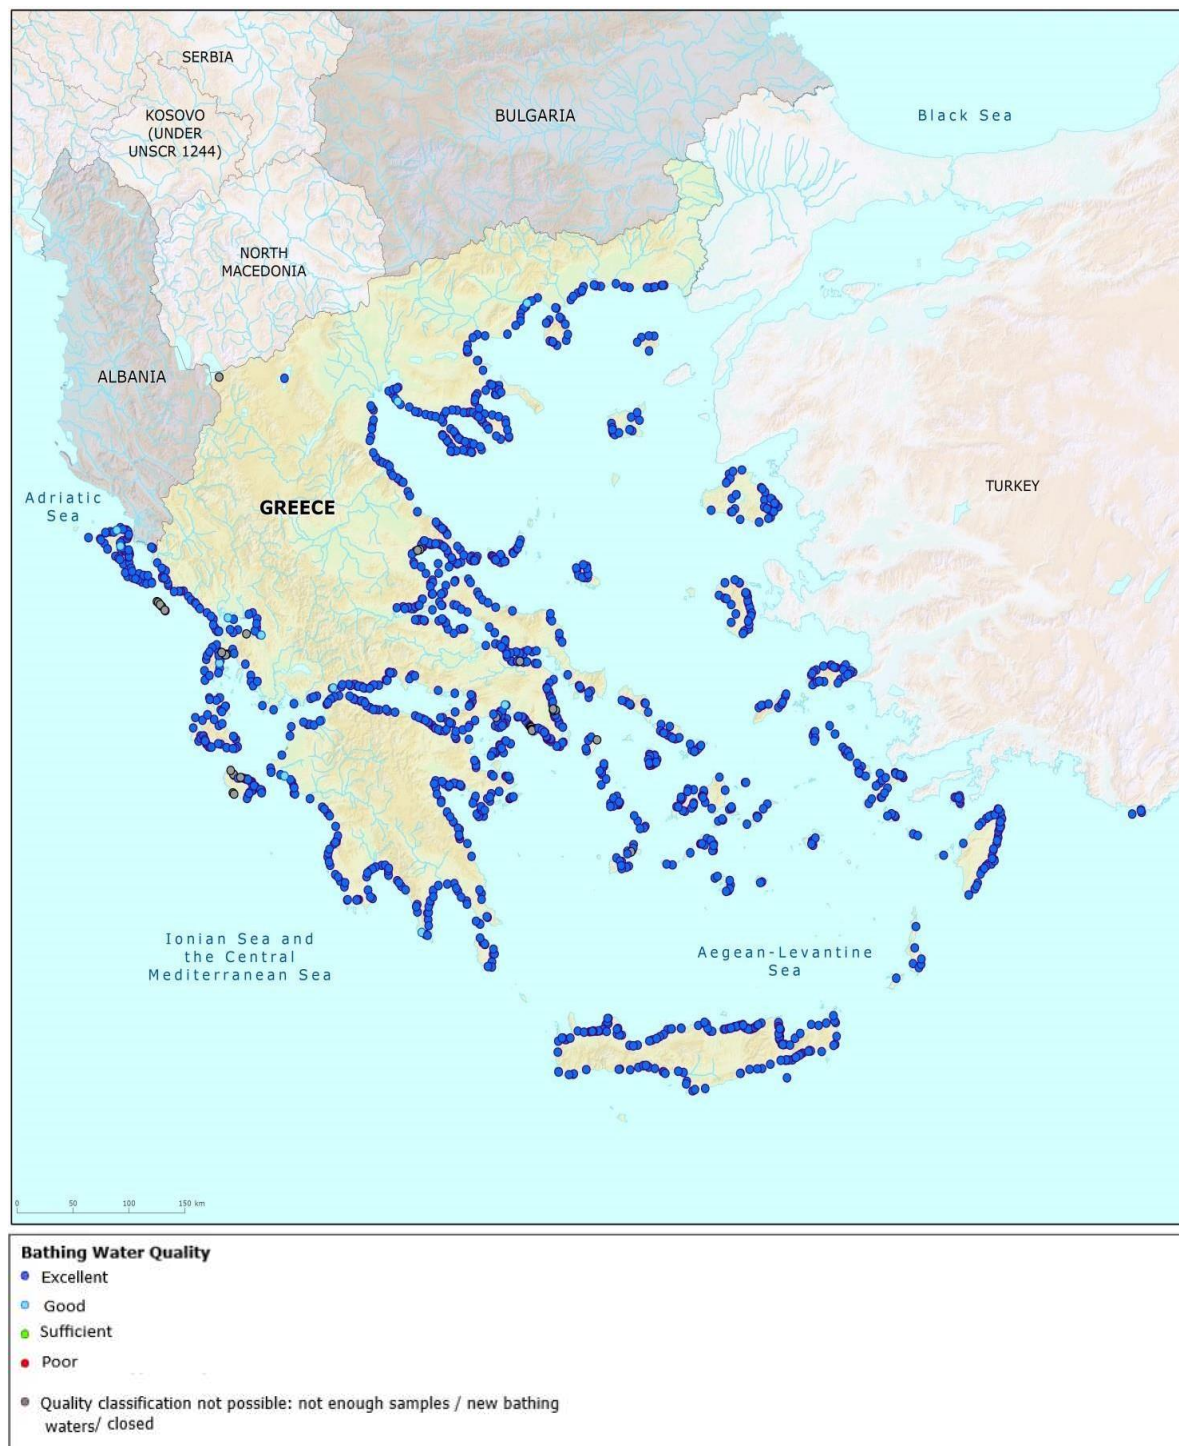 SERBIA
KOSOVO
(UNDER
UNSCR 1244)
BULGARIA
Black Sea
NORTH
MACEDONIA
ALBANIA
Adriatic
Sea
GREECE
TURKEY
Ionian Sea and
the Central
Mediterranean Sea
Aegean-Levantine
Sea
0 50 100 150 km
Bathing Water Quality
Excellent
Good
Sufficient
Poor
Quality classification not possible: not enough samples / new bathing
waters/ closed